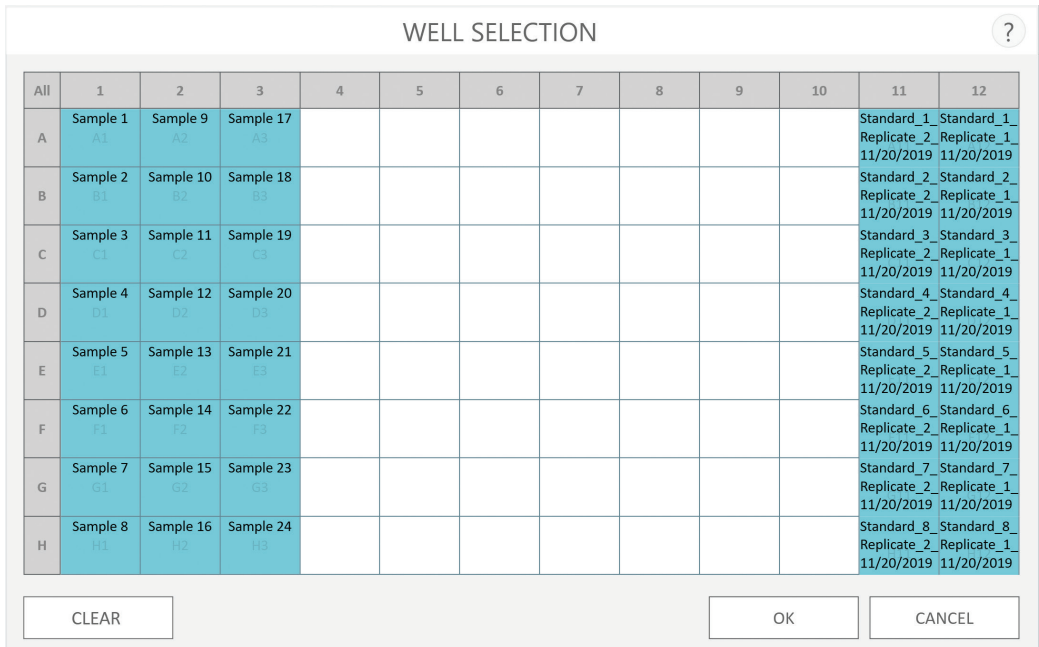 WELL SELECTION
?
All 1 2 3 4 5 6 7 8 9 10 11 12
A
Sample 1 Sample 9 Sample 17 Standard_1_ Standard_1_
A1 A2 A3 Replicate_2_ Replicate_1_
11/20/2019 11/20/2019
B
Sample 2 Sample 10 Sample 18 Standard_2_ Standard_2_
B1 B2 B3 Replicate_2_ Replicate_1_
11/20/2019 11/20/2019
C
Sample 3 Sample 11 Sample 19 Standard_3_ Standard_3_
C1 C2 C3 Replicate_2_ Replicate_1_
11/20/2019 11/20/2019
D
Sample 4 Sample 12 Sample 20 Standard_4_ Standard_4_
D1 D2 D3 Replicate_2_ Replicate_1_
11/20/2019 11/20/2019
E
Sample 5 Sample 13 Sample 21 Standard_5_ Standard_5_
E1 E2 E3 Replicate_2_ Replicate_1_
11/20/2019 11/20/2019
F
Sample 6 Sample 14 Sample 22 Standard_6_ Standard_6_
F1 F2 F3 Replicate_2_ Replicate_1_
11/20/2019 11/20/2019
G
Sample 7 Sample 15 Sample 23 Standard_7_ Standard_7_
G1 G2 G3 Replicate_2_ Replicate_1_
11/20/2019 11/20/2019
H
Sample 8 Sample 16 Sample 24 Standard_8_ Standard_8_
H1 H2 H3 Replicate_2_ Replicate_1_
11/20/2019 11/20/2019
CLEAR OK CANCEL